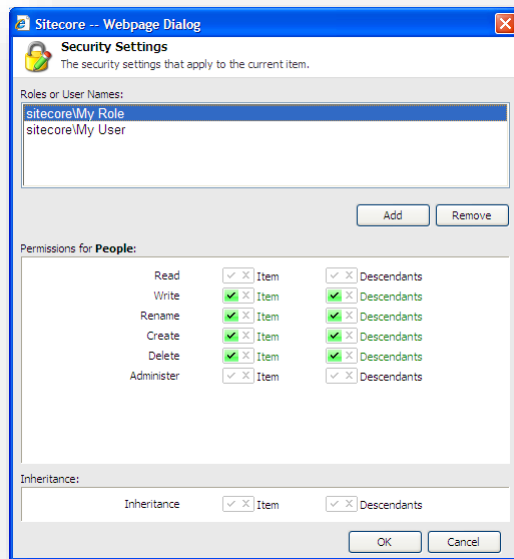 Sitecore -- Webpage Dialog
Security Settings
The security settings that apply to the current item.
Roles or User Names:
sitecore\My Role
sitecore\My User
Add Remove
Permissions for People:
Read Item Descendants
Write Item Descendants
Rename Item Descendants
Create Item Descendants
Delete Item Descendants
Administer Item Descendants
Inheritance:
Inheritance Item Descendants
OK Cancel